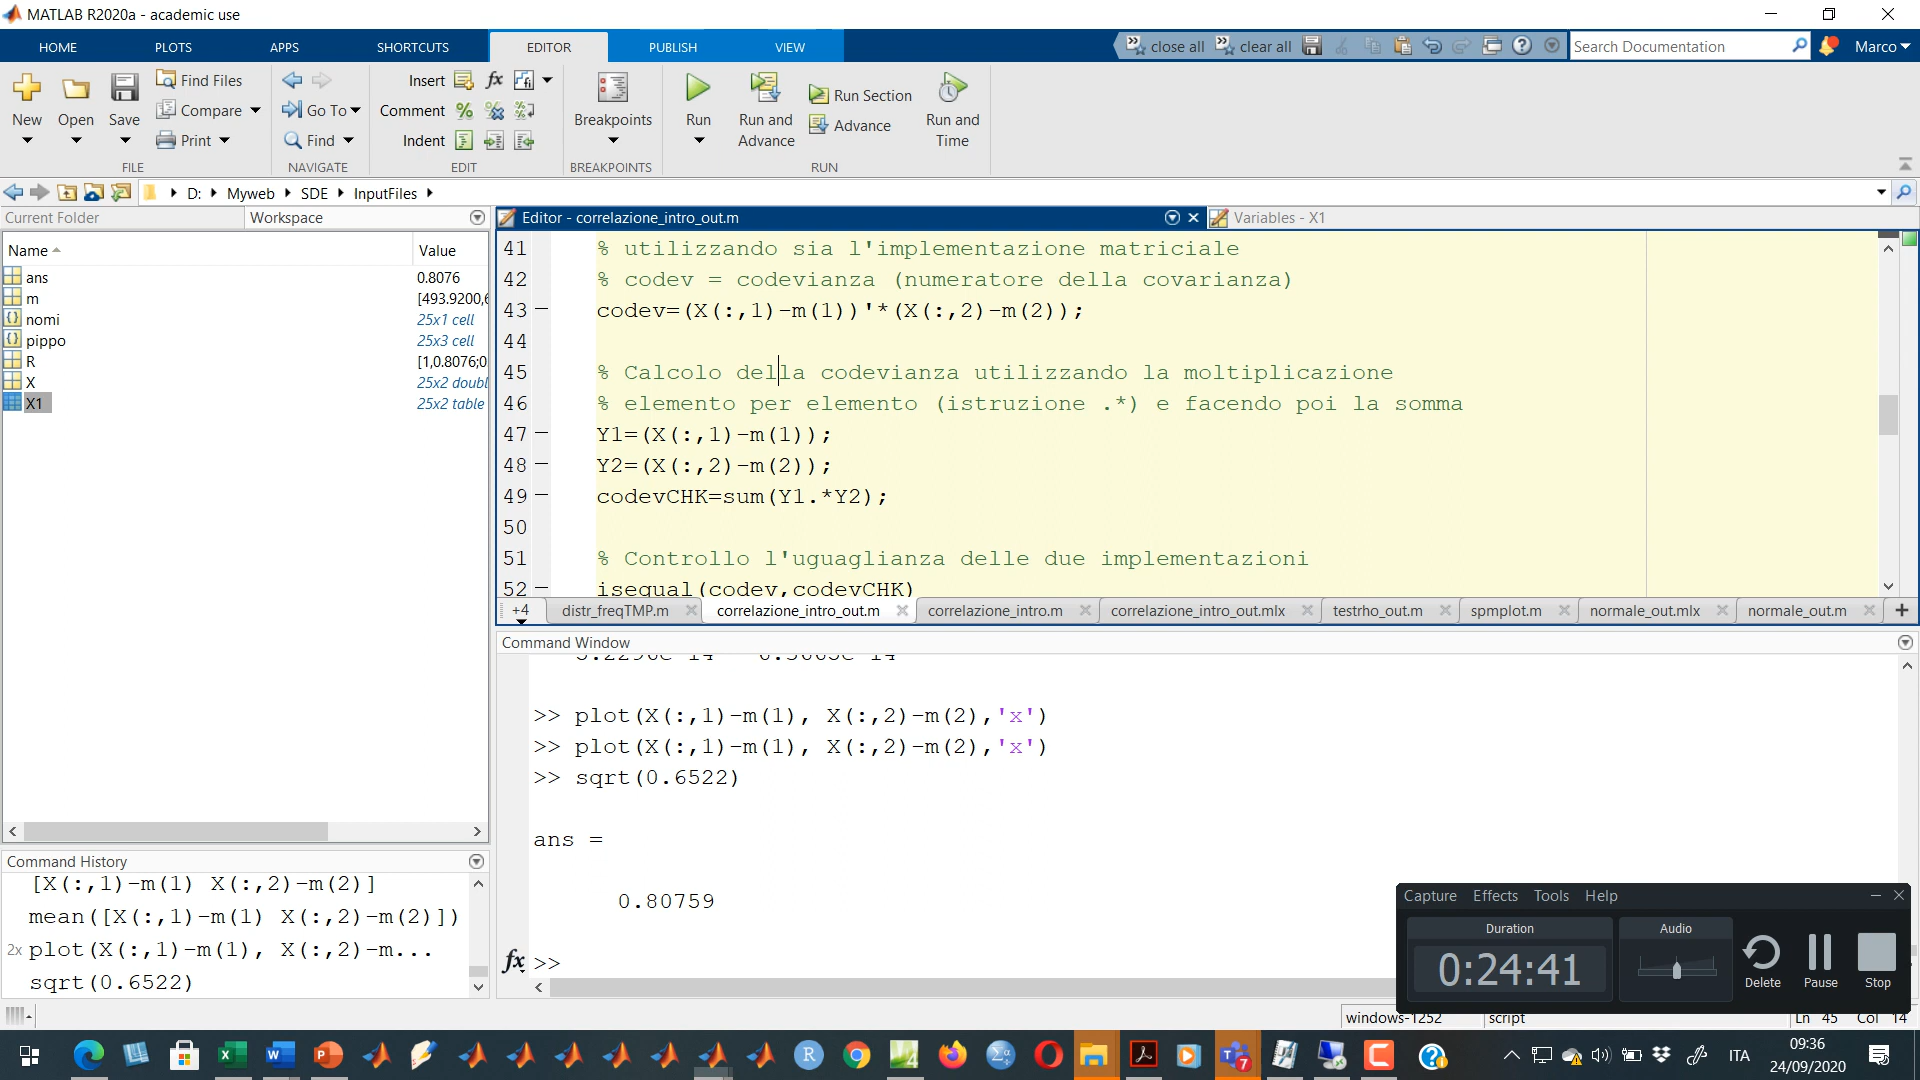 MATLAB R2020a - academic use
HOME PLOTS APPS SHORTCUTS EDITOR PUBLISH VIEW close all clear all Search Documentation Marco
New Open Save Find Files Compare Print
Go To Find
Insert fx
Comment
Indent
Breakpoints
Run Run and Advance Run Section Advance Run and Time
FILE NAVIGATE EDIT BREAKPOINTS RUN
D: Myweb SDE InputFiles
Current Folder Workspace
Name Value
ans 0.8076
m [493.9200,6
nomi 25x1 cell
pippo 25x3 cell
R [1,0.8076;0
X 25x2 doubl
X1 25x2 table
Editor - correlazione_intro_out.m Variables - X1
41 % utilizzando sia l'implementazione matriciale
42 % codev = codevianza (numeratore della covarianza)
43 – codev=(X(:,1)-m(1))'*(X(:,2)-m(2));
44
45 % Calcolo della codevianza utilizzando la moltiplicazione
46 % elemento per elemento (istruzione .*) e facendo poi la somma
47 – Y1=(X(:,1)-m(1));
48 – Y2=(X(:,2)-m(2));
49 – codevCHK=sum(Y1.*Y2);
50
51 % Controllo l'uguaglianza delle due implementazioni
52 – isequal(codev,codevCHK)
+4 distr_freqTMP.m correlazione_intro_out.m correlazione_intro.m correlazione_intro_out.mlx testrho_out.m spmplot.m normale_out.mlx normale_out.m
Command Window
>> plot(X(:,1)-m(1), X(:,2)-m(2),'x')
>> plot(X(:,1)-m(1), X(:,2)-m(2),'x')
>> sqrt(0.6522)
ans =
0.80759
fx >>
Command History
[X(:,1)-m(1) X(:,2)-m(2)]
mean([X(:,1)-m(1) X(:,2)-m(2)])
2x plot(X(:,1)-m(1), X(:,2)-m...
sqrt(0.6522)
Capture Effects Tools Help
Duration Audio
0:24:41
Delete Pause Stop
windows-1252 script Ln 45 Col 14
ITA 09:36
24/09/2020